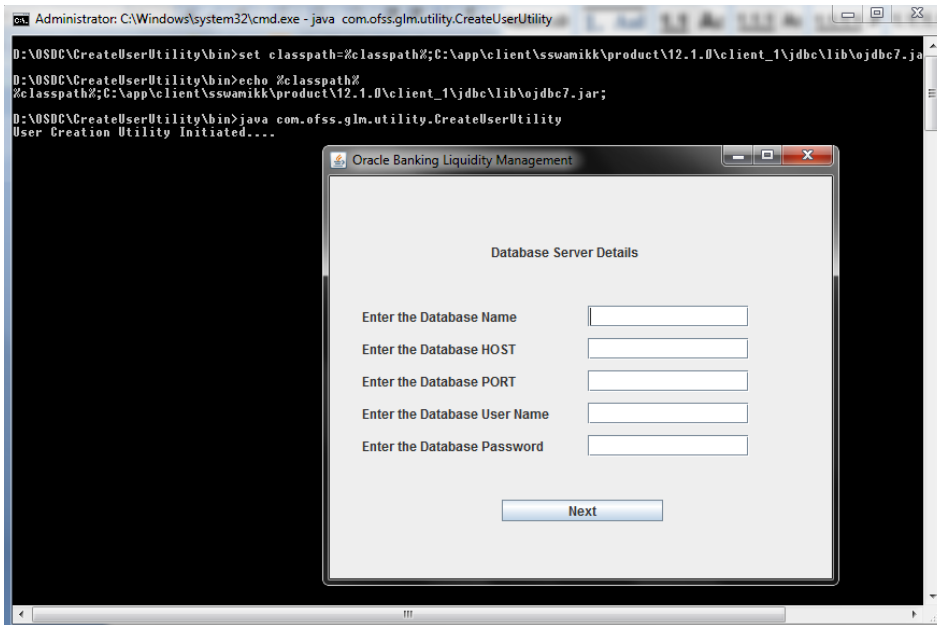 Administrator: C:\Windows\system32\cmd.exe - java com.ofss.glm.utility.CreateUserUtility
D:\OSDC\CreateUserUtility\bin>set classpath=%classpath%;C:\app\client\sswamikk\product\12.1.0\client_1\jdbc\lib\ojdbc7.ja
D:\OSDC\CreateUserUtility\bin>echo %classpath%
%classpath%;C:\app\client\sswamikk\product\12.1.0\client_1\jdbc\lib\ojdbc7.jar;
D:\OSDC\CreateUserUtility\bin>java com.ofss.glm.utility.CreateUserUtility
User Creation Utility Initiated....
Oracle Banking Liquidity Management
Database Server Details
Enter the Database Name
Enter the Database HOST
Enter the Database PORT
Enter the Database User Name
Enter the Database Password
Next